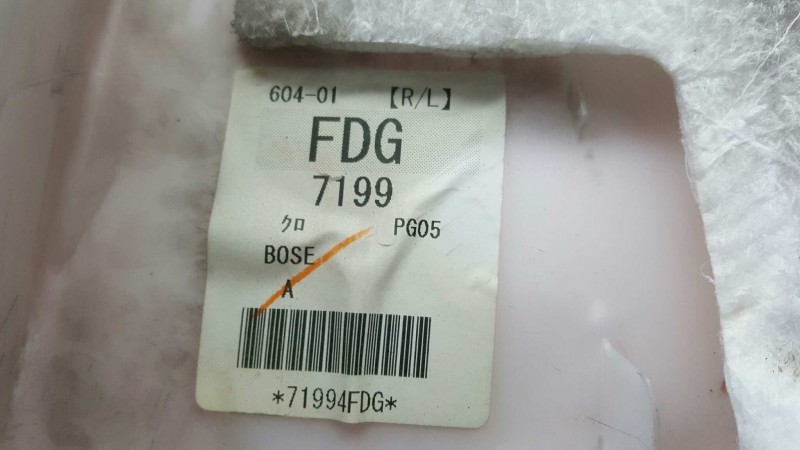 604-01 【R/L】
FDG
7199
ｸﾛ PG05
BOSE
A
*71994FDG*